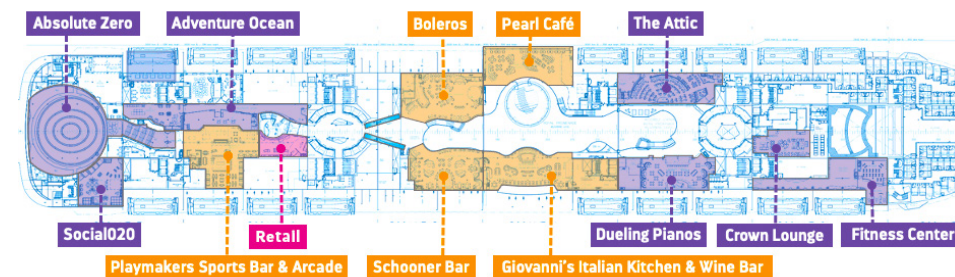 Absolute Zero
Adventure Ocean
Boleros
Pearl Café
The Attic
Social020
Retall
Dueling Pianos
Crown Lounge
Fitness Center
Playmakers Sports Bar & Arcade
Schooner Bar
Giovanni's Italian Kitchen & Wine Bar